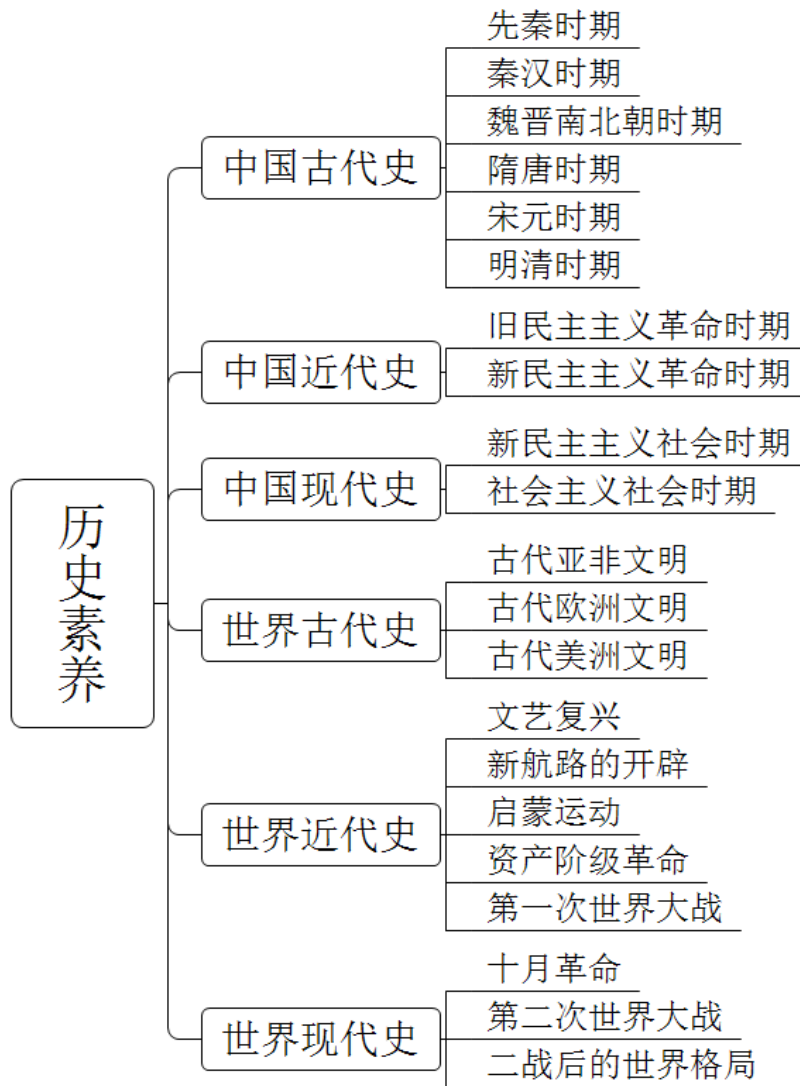 历史素养
中国古代史
先秦时期
秦汉时期
魏晋南北朝时期
隋唐时期
宋元时期
明清时期
中国近代史
旧民主主义革命时期
新民主主义革命时期
中国现代史
新民主主义社会时期
社会主义社会时期
世界古代史
古代亚非文明
古代欧洲文明
古代美洲文明
世界近代史
文艺复兴
新航路的开辟
启蒙运动
资产阶级革命
第一次世界大战
世界现代史
十月革命
第二次世界大战
二战后的世界格局